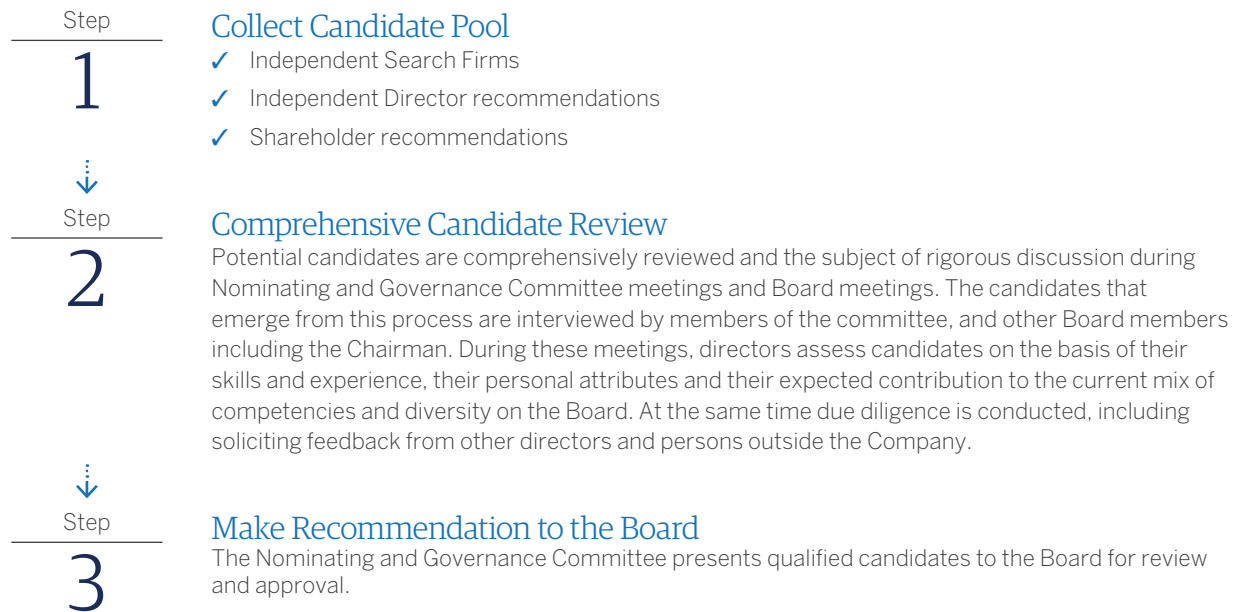 Step
1
Collect Candidate Pool
✓ Independent Search Firms
✓ Independent Director recommendations
✓ Shareholder recommendations
Step
2
Comprehensive Candidate Review
Potential candidates are comprehensively reviewed and the subject of rigorous discussion during
Nominating and Governance Committee meetings and Board meetings. The candidates that
emerge from this process are interviewed by members of the committee, and other Board members
including the Chairman. During these meetings, directors assess candidates on the basis of their
skills and experience, their personal attributes and their expected contribution to the current mix of
competencies and diversity on the Board. At the same time due diligence is conducted, including
soliciting feedback from other directors and persons outside the Company.
Step
3
Make Recommendation to the Board
The Nominating and Governance Committee presents qualified candidates to the Board for review
and approval.